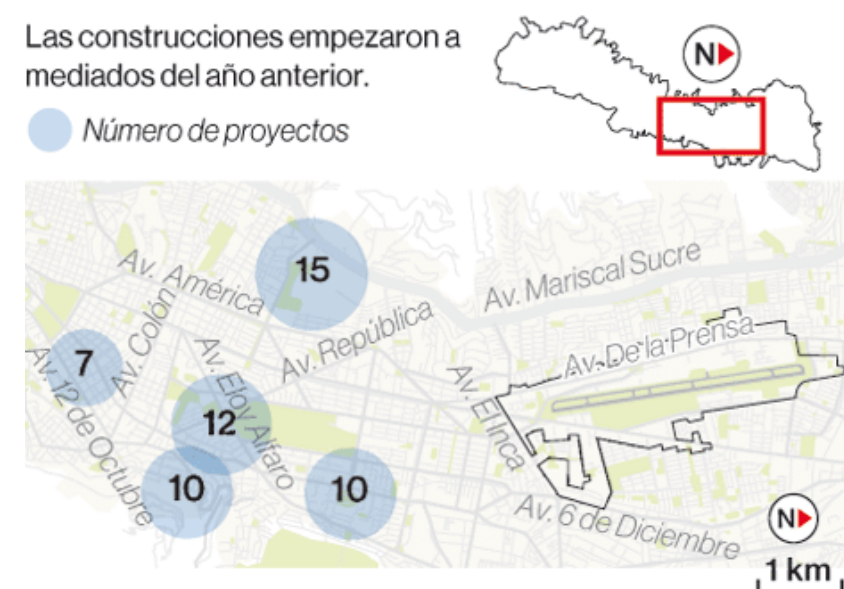 Las construcciones empezaron a
mediados del año anterior.
N
Número de proyectos
15
Av. América
Av. Mariscal Sucre
Av. República
Av. De la Prensa
7
Av. Colón
Av. 12 de Octubre
12
Av. Eloy Alfaro
Av. El Inca
10
10
Av. 6 de Diciembre
N
1 km